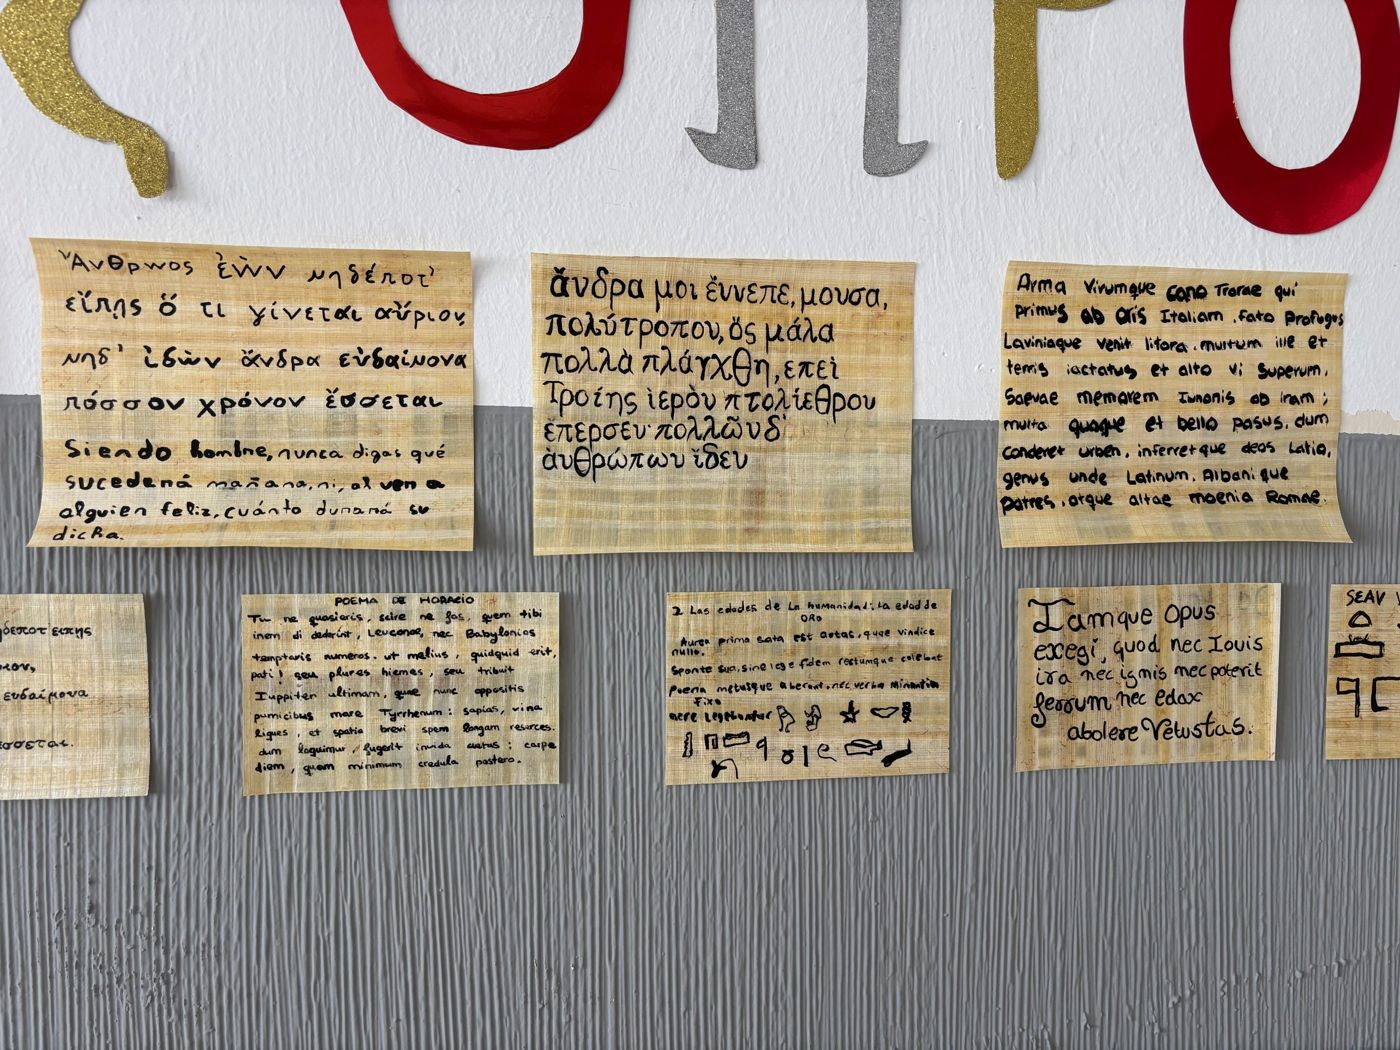 Ἄνθρωπος ἐὼν μηδέποτ'
εἴπῃς ὅ τι γίνεται αὔριον,
μηδ' ἰδὼν ἄνδρα εὐδαίμονα
πόσσον χρόνον ἔσσεται
Siendo hombre, nunca digas qué
sucederá mañana, ni, al ver a
alguien feliz, cuánto durará su
dicha.
ἄνδρα μοι ἔννεπε, μουσα,
πολύτροπον, ὅς μάλα
πολλὰ πλάγχθη, επεὶ
Τροίης ἱερὸν πτολίεθρον
ἔπερσεν· πολλῶν δ'
ἀνθρώπων ἴδεν
Arma Virumque cano Troiae qui
primus ab oris Italiam, fato Profugus
Laviniaque venit litora, multum ille et
terris iactatus et alto vi superum,
Saevae memorem Iunonis ob iram;
multa quoque et bello pasus, dum
conderet urben, inferretque deos Latio,
genus unde Latinum, Albanique
patres, atque altae moenia Romae.
ευδαίμονα
ἔσσεται.
POEMA DE HORACIO
Tu ne quaesieris, scire ne fas, quem tibi
inem di dederint, Leuconoe, nec Babylonios
temptaris numeros. ut melius, quidquid erit,
pati! seu plures hiemes, seu tribuit
Iuppiter ultimam, quae nunc oppositis
pumicibus mare Tyrrhenum: sapias, vina
liques, et spatio brevi spem longam reseces.
dum loquimur, fugerit invida aetas: carpe
diem, quam minimum credula postero.
2 Las edades de La humanidad: La edad de
ORO
Aurea prima sata est aetas, quae vindice
nullo.
Sponte sua, sine lege fidem rectumque colebat
Poena metusque aberant, nec verba minantia
Fixo
aere legebantur
Iamque opus
exegi, quod nec Iouis
ira nec ignis nec poterit
ferrum nec edax
abolere Vetustas.
SEAV